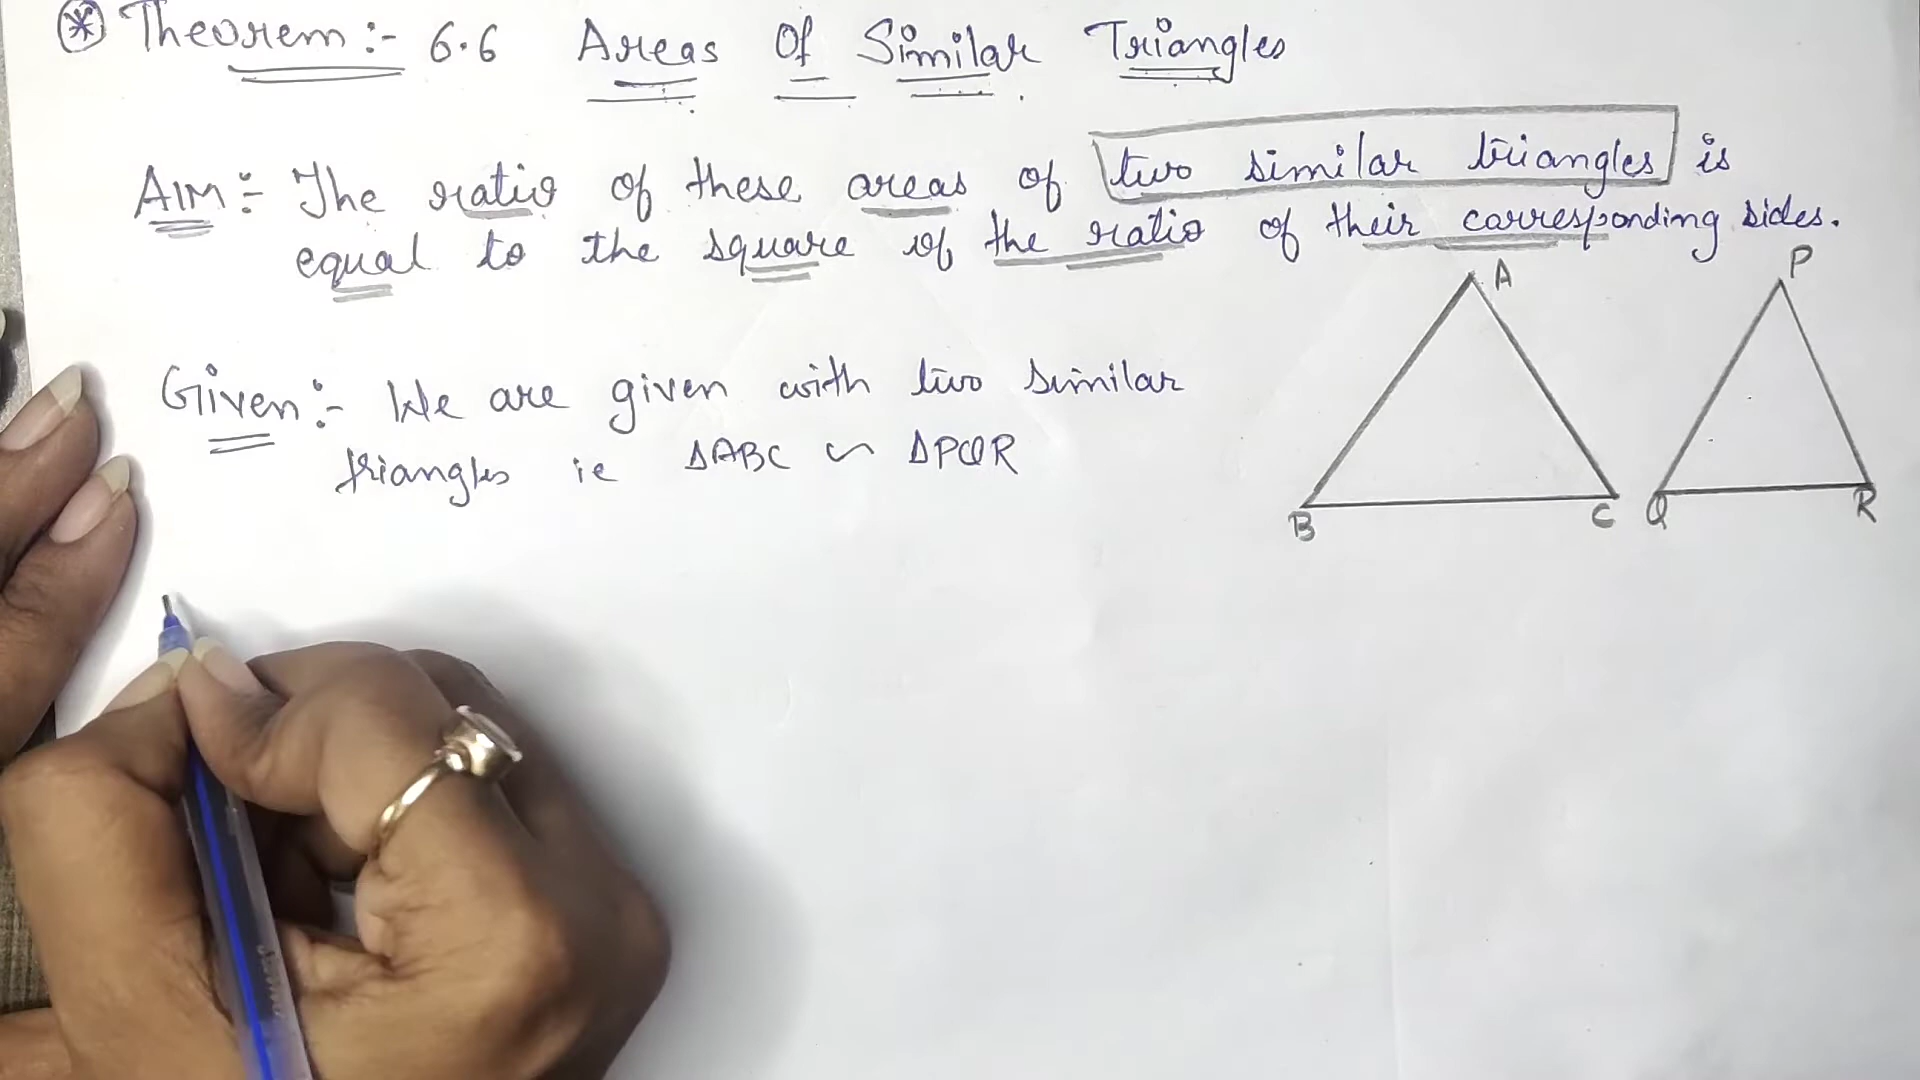 * Theorem :- 6.6 Areas Of Similar Triangles
AIM :- The ratio of these areas of two similar triangles is
equal to the square of the ratio of their corresponding sides.
Given :- We are given with two similar
triangles ie ΔABC ∽ ΔPQR
A
P
B
C
Q
R